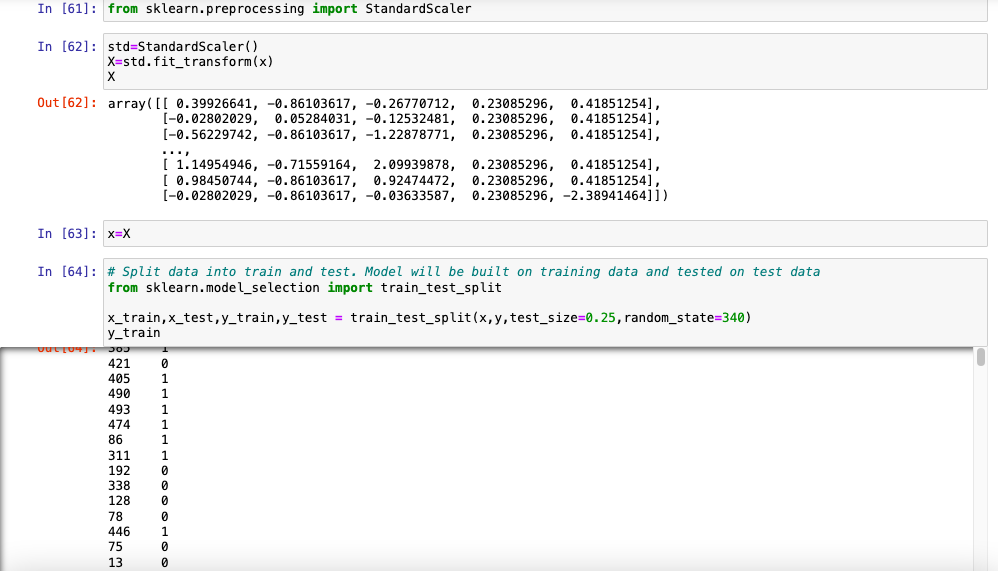 In [61]: from sklearn.preprocessing import StandardScaler
In [62]: std=StandardScaler()
X=std.fit_transform(x)
X
Out[62]: array([[ 0.39926641, -0.86103617, -0.26770712,  0.23085296,  0.41851254],
[-0.02802029,  0.05284031, -0.12532481,  0.23085296,  0.41851254],
[-0.56229742, -0.86103617, -1.22878771,  0.23085296,  0.41851254],
...,
[ 1.14954946, -0.71559164,  2.09939878,  0.23085296,  0.41851254],
[ 0.98450744, -0.86103617,  0.92474472,  0.23085296,  0.41851254],
[-0.02802029, -0.86103617, -0.03633587,  0.23085296, -2.38941464]])
In [63]: x=X
In [64]: # Split data into train and test. Model will be built on training data and tested on test data
from sklearn.model_selection import train_test_split
x_train,x_test,y_train,y_test = train_test_split(x,y,test_size=0.25,random_state=340)
y_train
Out[64]: 385 1
421 0
405 1
490 1
493 1
474 1
86 1
311 1
192 0
338 0
128 0
78 0
446 1
75 0
13 0